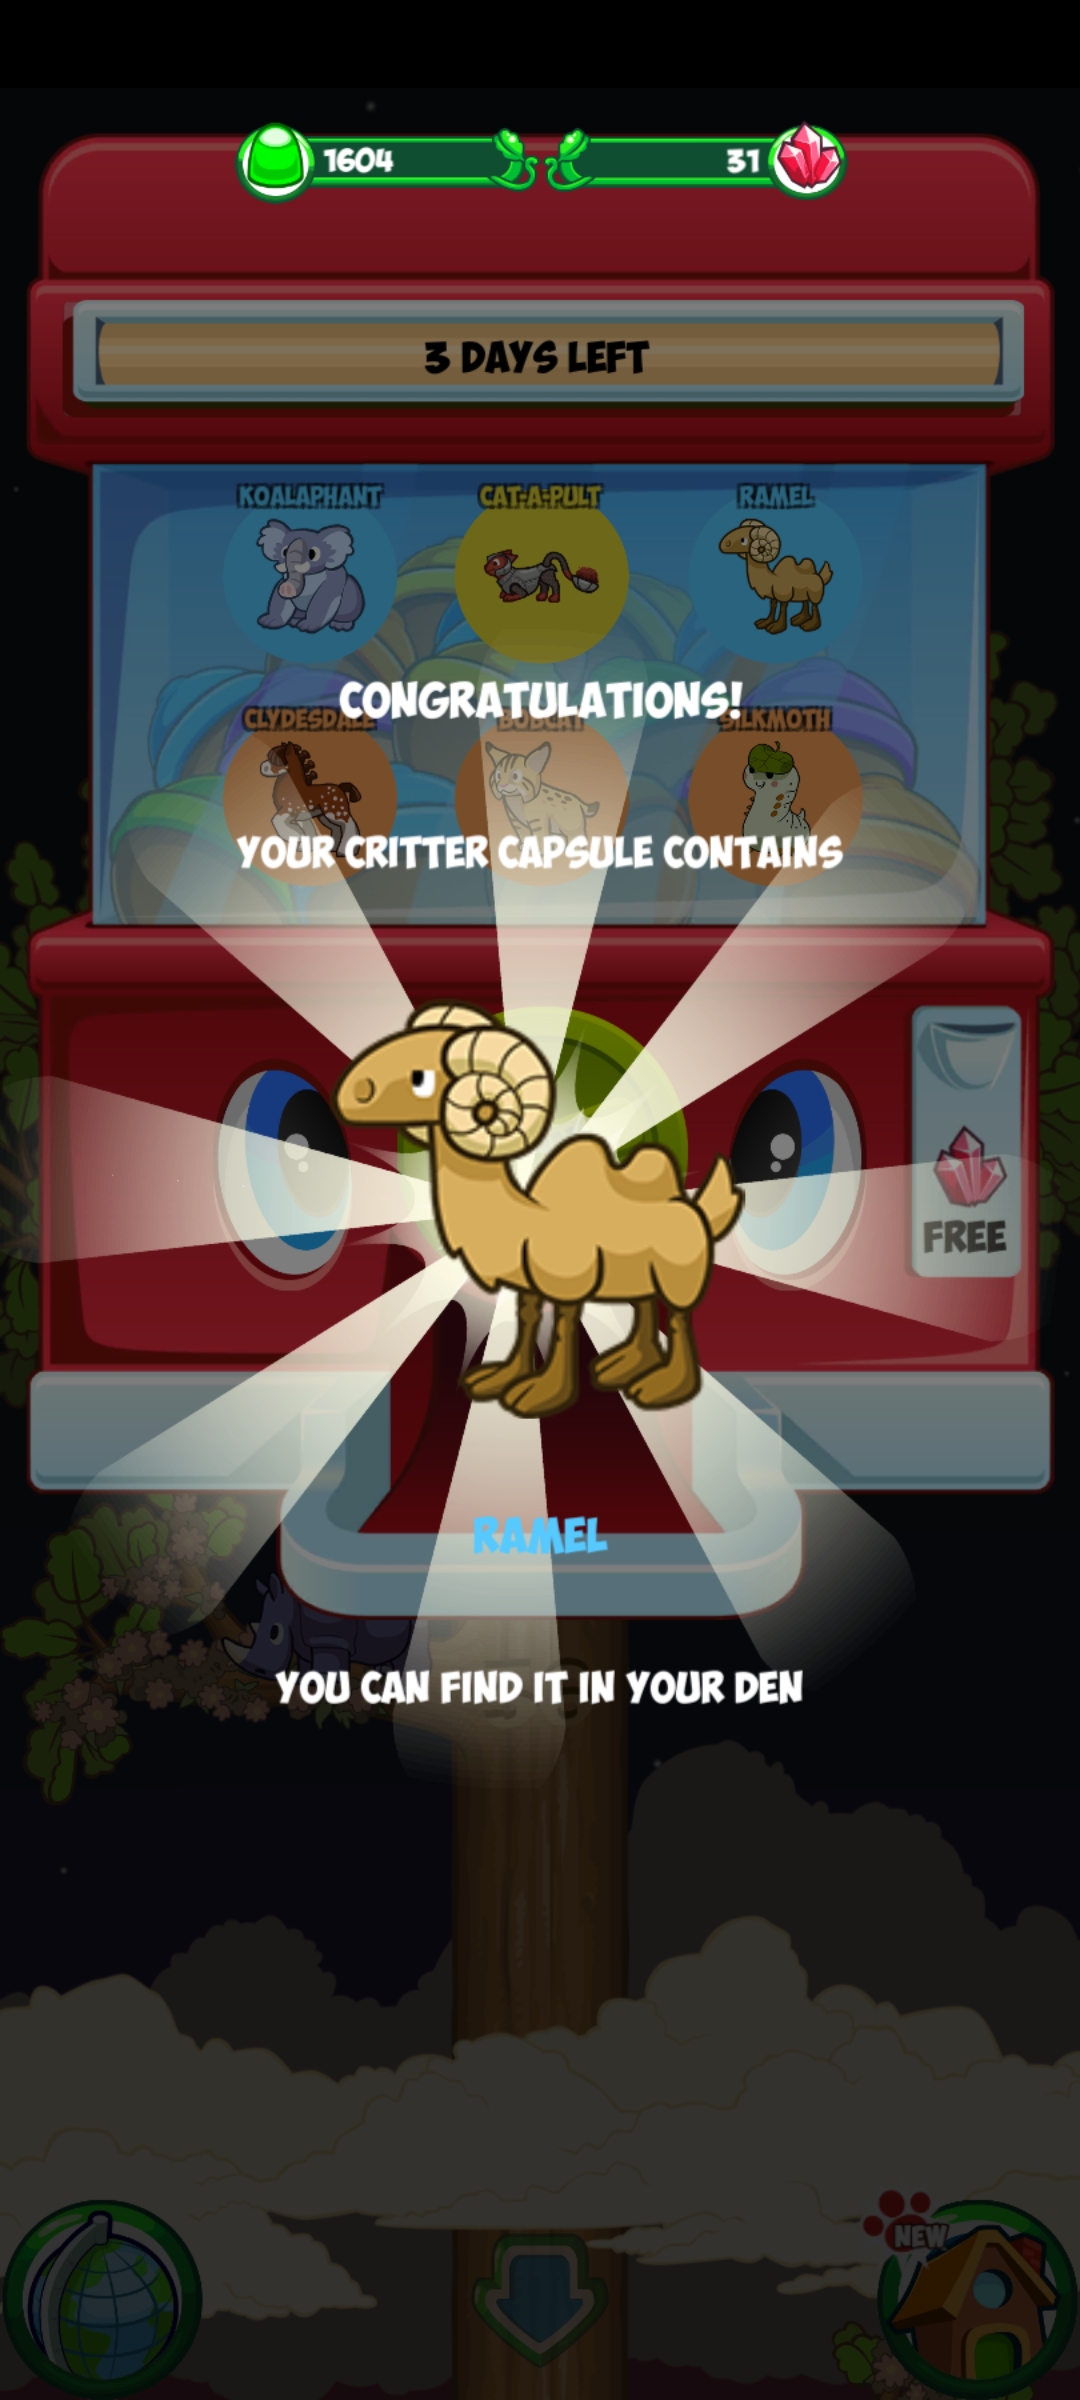 1604
31
3 DAYS LEFT
KOALAPHANT
CAT-A-PULT
RAMEL
CONGRATULATIONS!
CLYDESDALE
BOBCAT
SILKMOTH
YOUR CRITTER CAPSULE CONTAINS
FREE
RAMEL
YOU CAN FIND IT IN YOUR DEN
NEW